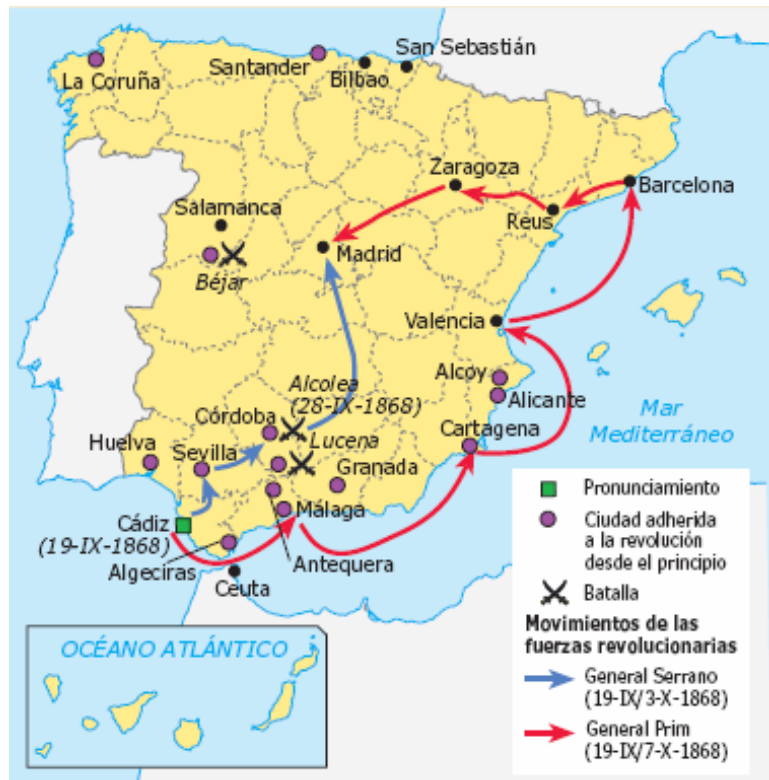 San Sebastián
Santander
Bilbao
La Coruña
Zaragoza
Barcelona
Salamanca
Reus
Madrid
Béjar
Valencia
Alcoy
Alcolea
(28-IX-1868)
Alicante
Mar
Mediterráneo
Córdoba
Lucena
Cartagena
Huelva
Sevilla
Granada
Cádiz
(19-IX-1868)
Málaga
Algeciras
Antequera
Ceuta
OCÉANO ATLÁNTICO
Pronunciamiento
Ciudad adherida
a la revolución
desde el principio
Batalla
Movimientos de las
fuerzas revolucionarias
General Serrano
(19-IX/3-X-1868)
General Prim
(19-IX/7-X-1868)